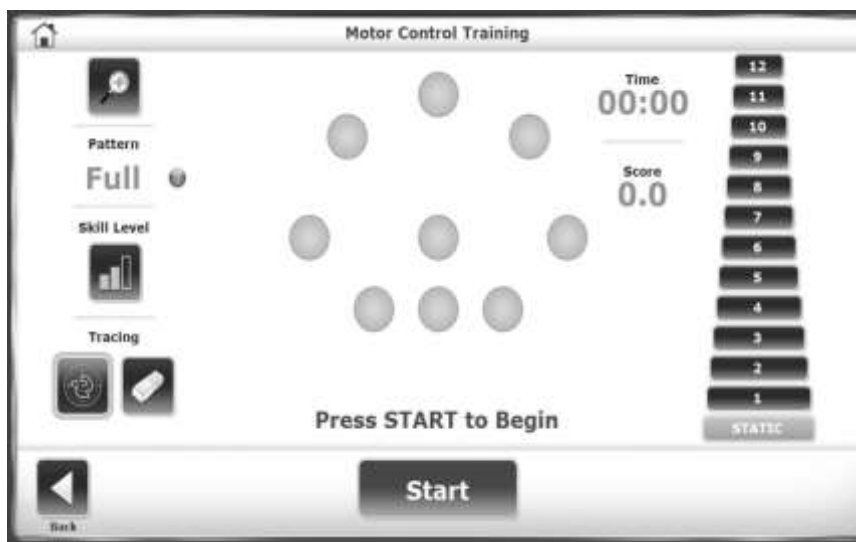 Motor Control Training
Pattern
Full
Skill Level
Tracing
Time
00:00
Score
0.0
12
11
10
9
8
7
6
5
4
3
2
1
STATIC
Press START to Begin
Back
Start